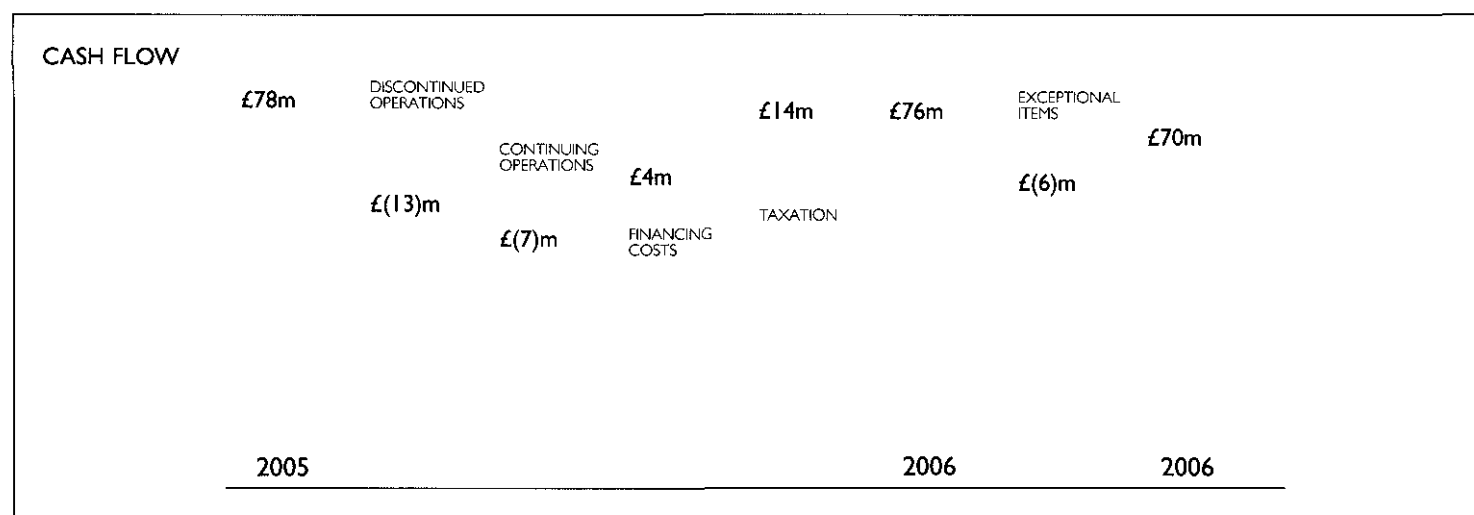 CASH FLOW
£78m
DISCONTINUED
OPERATIONS
£(13)m
CONTINUING
OPERATIONS
£(7)m
£4m
FINANCING
COSTS
£14m
TAXATION
£76m
EXCEPTIONAL
ITEMS
£(6)m
£70m
2005
2006
2006